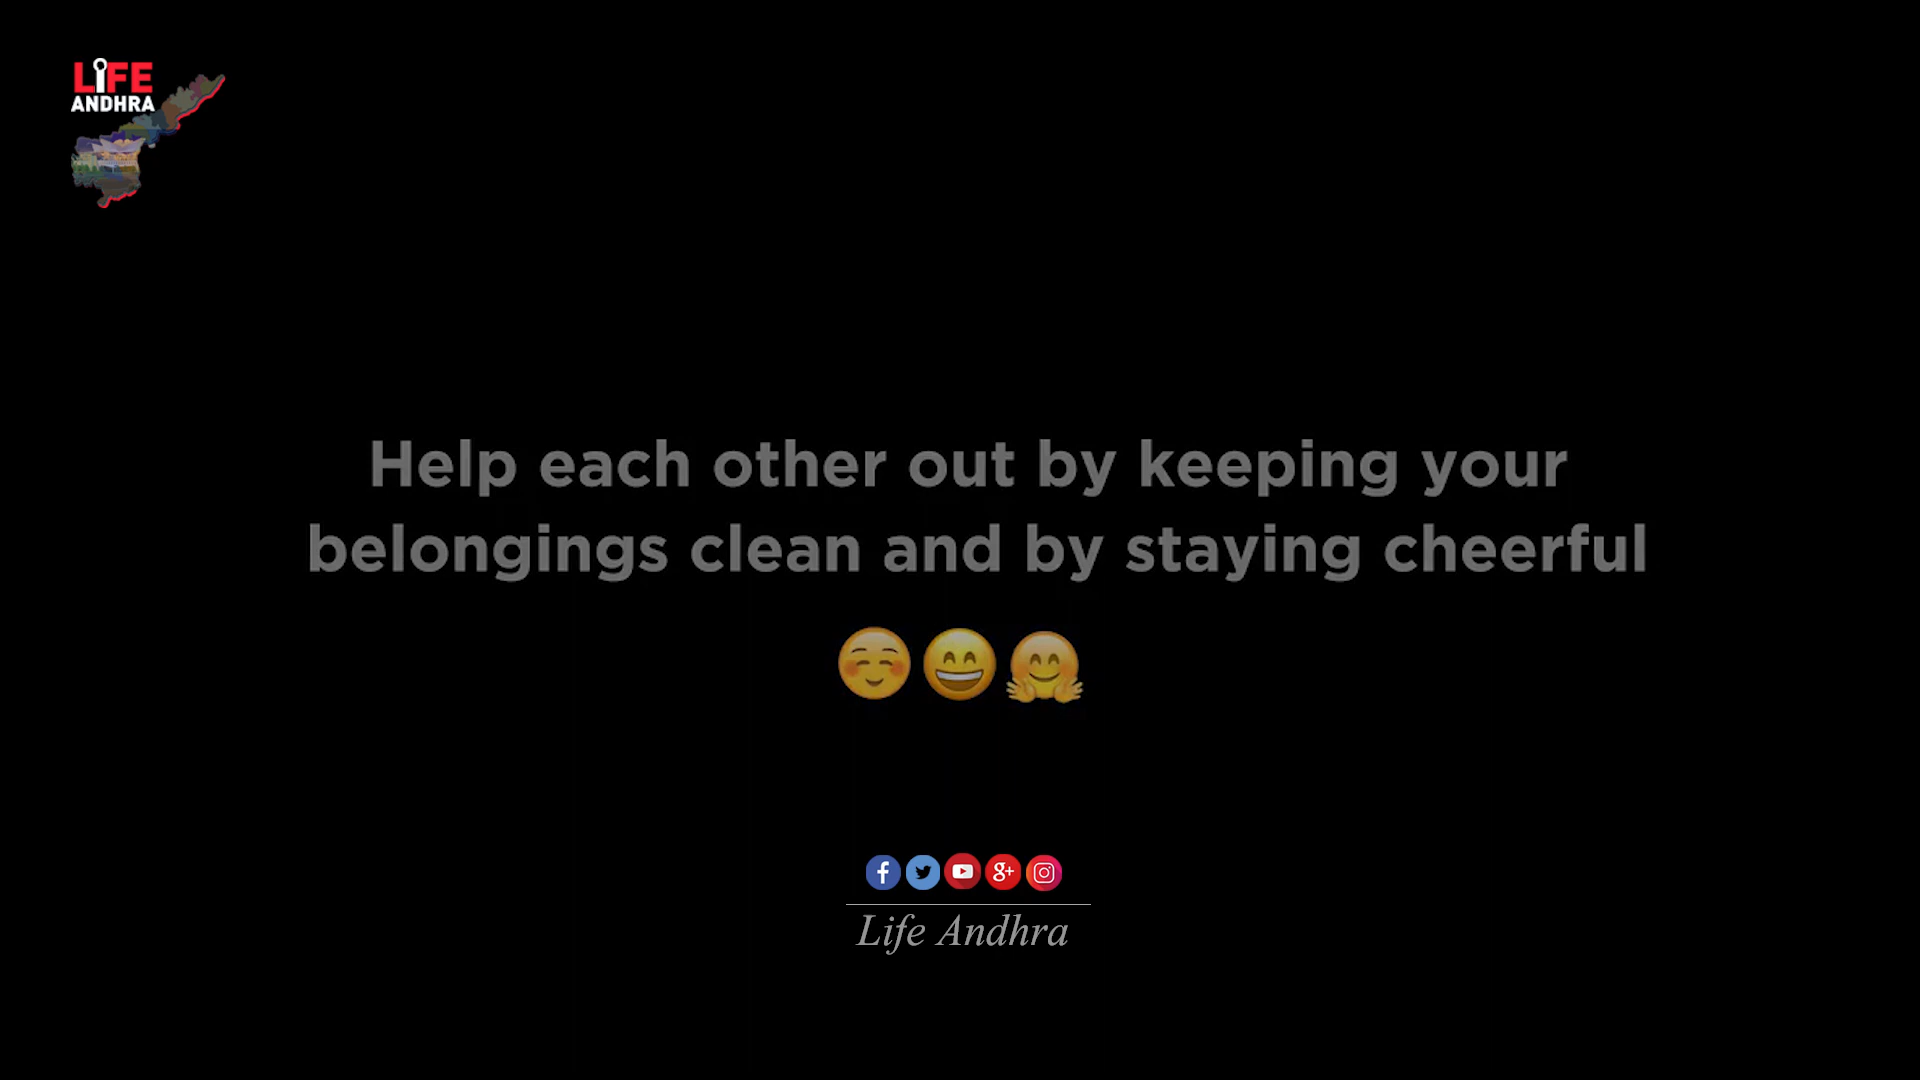 LiFE
ANDHRA
Help each other out by keeping your
belongings clean and by staying cheerful
☺️😄🤗
f g+
Life Andhra